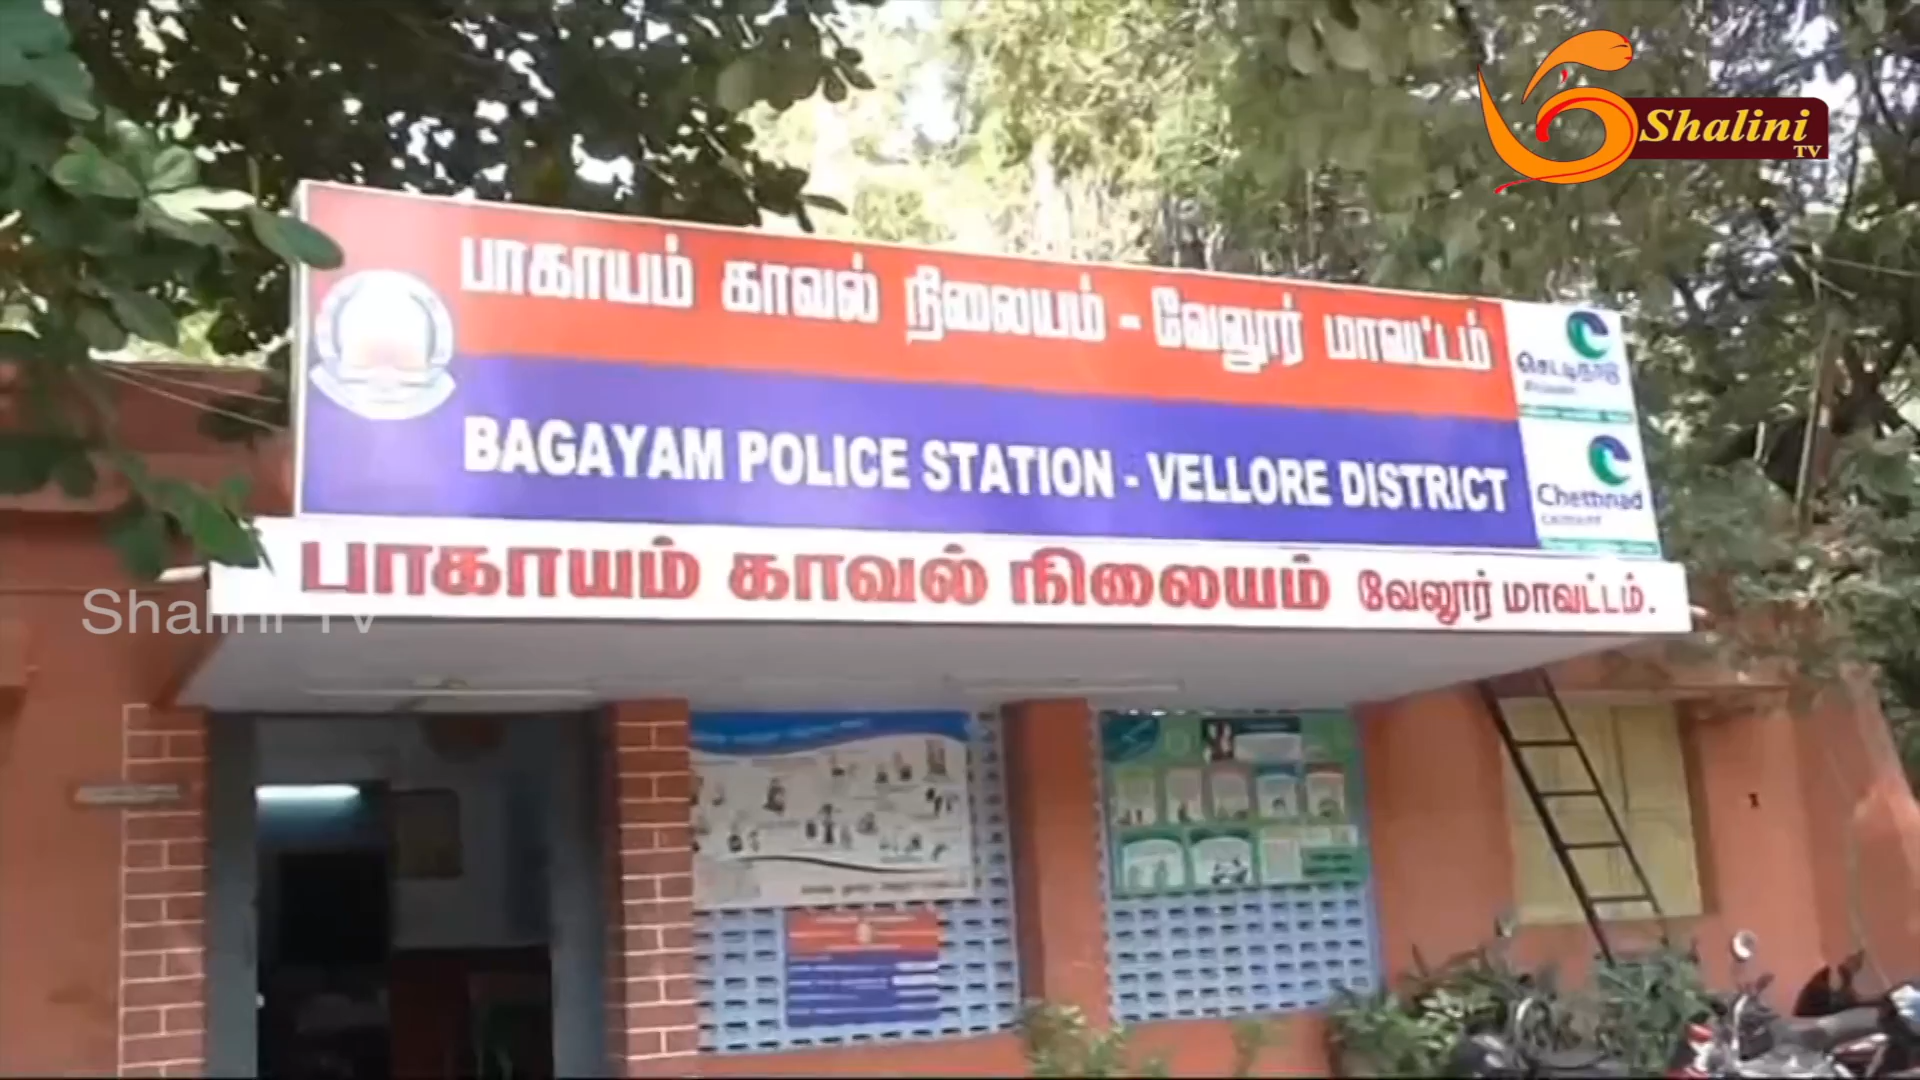 Shalini
TV
பாகாயம் காவல் நிலையம் - வேலூர் மாவட்டம்
BAGAYAM POLICE STATION - VELLORE DISTRICT
செட்டிநாடு
Chettinad
cement
பாகாயம் காவல் நிலையம் வேலூர் மாவட்டம்.
Shalini TV